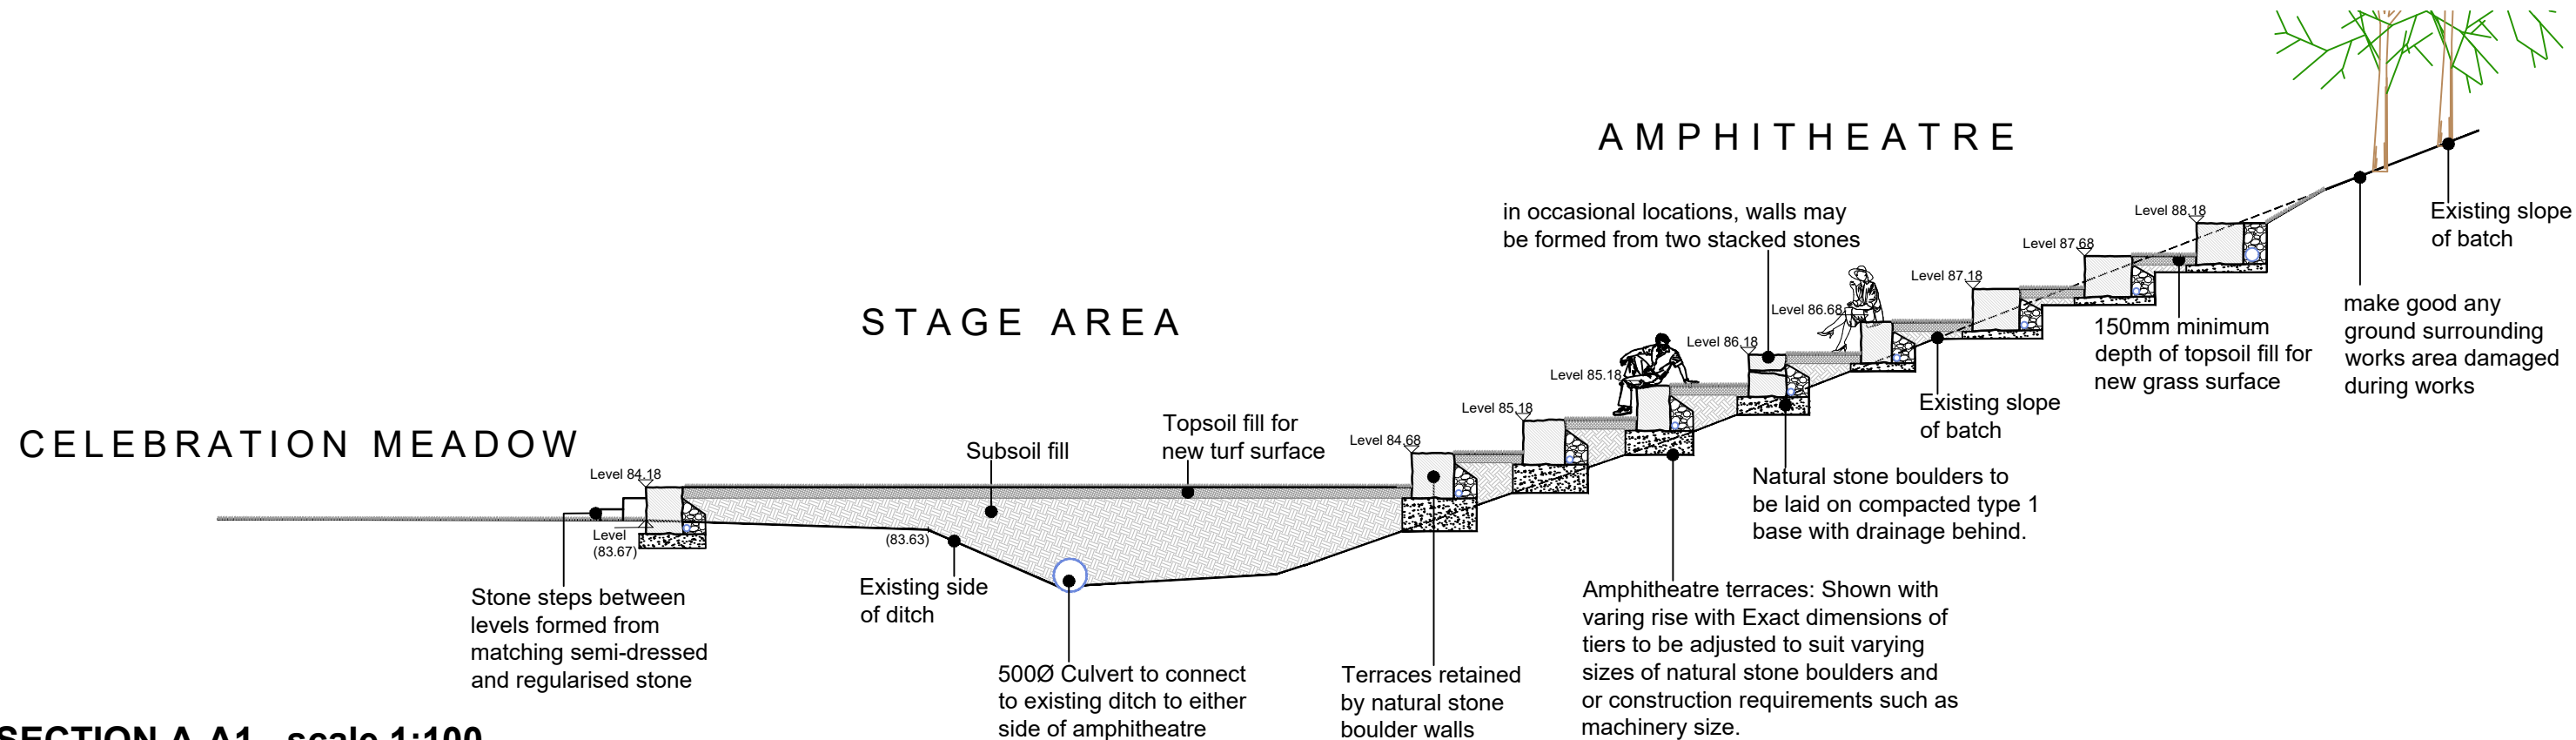 AMPHITHEATRE
in occasional locations, walls may
be formed from two stacked stones
Level 88.18
Existing slope
of batch
Level 87.68
Level 87.18
Level 86.68
make good any
ground surrounding
works area damaged
during works
150mm minimum
depth of topsoil fill for
new grass surface
STAGE AREA
Level 86.18
Level 85.18
Existing slope
of batch
Level 85.18
Topsoil fill for
new turf surface
Subsoil fill
Level 84.68
CELEBRATION MEADOW
Level 84.18
Natural stone boulders to
be laid on compacted type 1
base with drainage behind.
Level
(83.67)
(83.63)
Existing side
of ditch
Stone steps between
levels formed from
matching semi-dressed
and regularised stone
Amphitheatre terraces: Shown with
varing rise with Exact dimensions of
tiers to be adjusted to suit varying
sizes of natural stone boulders and
or construction requirements such as
machinery size.
500Ø Culvert to connect
to existing ditch to either
side of amphitheatre
Terraces retained
by natural stone
boulder walls
SECTION A-A1 scale 1:100